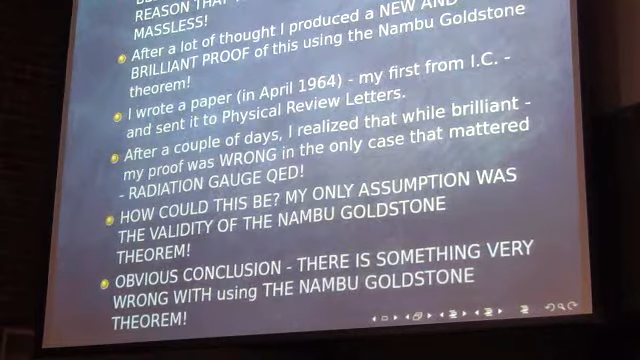 REASON THAT
MASSLESS!
After a lot of thought I produced a NEW AND
BRILLIANT PROOF of this using the Nambu Goldstone
theorem!
I wrote a paper (in April 1964) - my first from I.C. -
and sent it to Physical Review Letters.
After a couple of days, I realized that while brilliant -
my proof was WRONG in the only case that mattered
- RADIATION GAUGE QED!
HOW COULD THIS BE? MY ONLY ASSUMPTION WAS
THE VALIDITY OF THE NAMBU GOLDSTONE
THEOREM!
OBVIOUS CONCLUSION - THERE IS SOMETHING VERY
WRONG WITH using THE NAMBU GOLDSTONE
THEOREM!